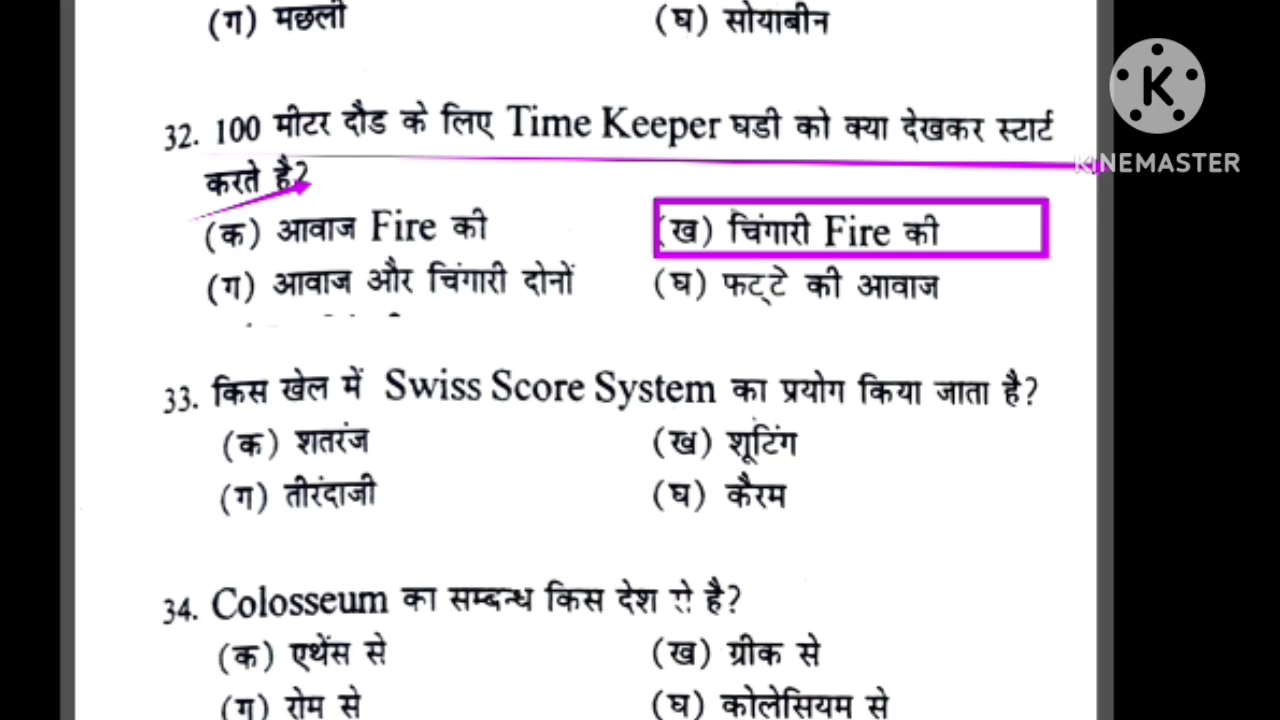 (ग) मछली (घ) सोयाबीन
32. 100 मीटर दौड के लिए Time Keeper घडी को क्या देखकर स्टार्ट
करते है?
(क) आवाज Fire की (ख) चिंगारी Fire की
(ग) आवाज और चिंगारी दोनों (घ) फट्टे की आवाज
33. किस खेल में Swiss Score System का प्रयोग किया जाता है?
(क) शतरंज (ख) शूटिंग
(ग) तीरंदाजी (घ) कैरम
34. Colosseum का सम्बन्ध किस देश से है?
(क) एथेंस से (ख) ग्रीक से
(ग) रोम से (घ) कोलेसियम से
K
KINEMASTER